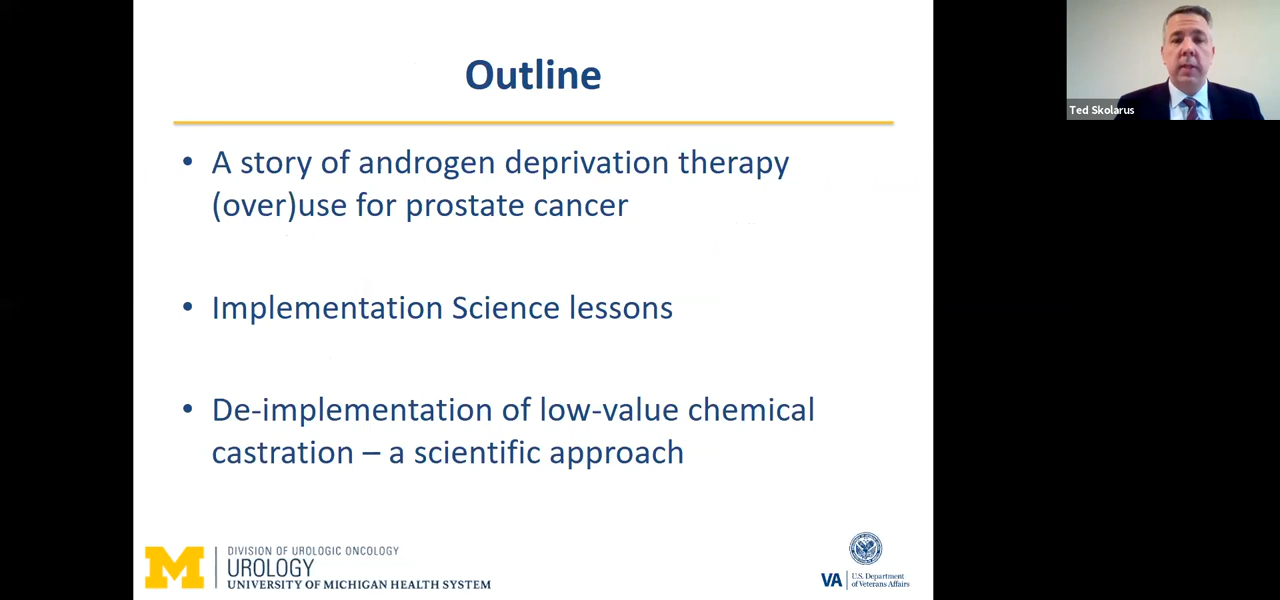 Outline
Ted Skolarus
• A story of androgen deprivation therapy
(over)use for prostate cancer
• Implementation Science lessons
• De-implementation of low-value chemical
castration – a scientific approach
M
DIVISION OF UROLOGIC ONCOLOGY
UROLOGY
UNIVERSITY OF MICHIGAN HEALTH SYSTEM
VA
U.S. Department
of Veterans Affairs